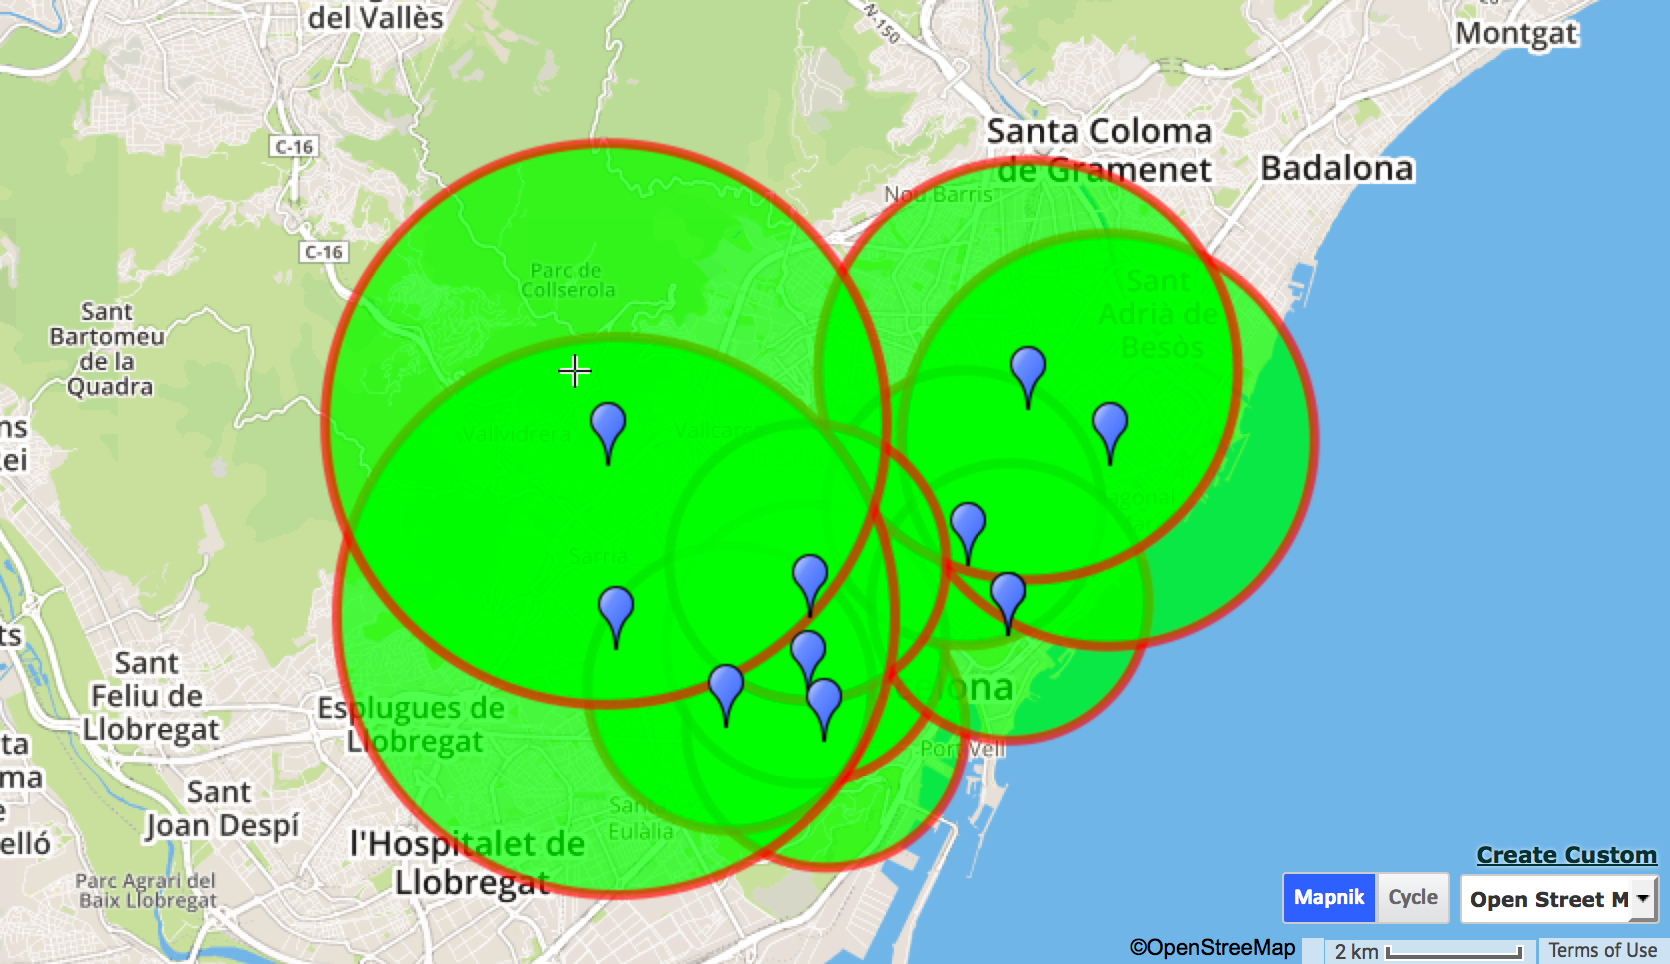 del Vallès
N-150
Montgat
C-16
Santa Coloma
de Gramenet
Badalona
Nou Barris
C-16
Parc de
Collserola
Sant
Adrià de
Besòs
Sant
Bartomeu
de la
Quadra
ns
Rei
Vallvidrera
Vallcarca
Sarrià
ts
Sant
Feliu de
Llobregat
Esplugues de
Llobregat
lona
Port Vell
ta
ma
Sant
Joan Despí
Santa
Eulàlia
elló
l'Hospitalet de
Llobregat
Parc Agrari del
Baix Llobregat
Create Custom
Mapnik
Cycle
Open Street M
©OpenStreeMap
2 km
Terms of Use